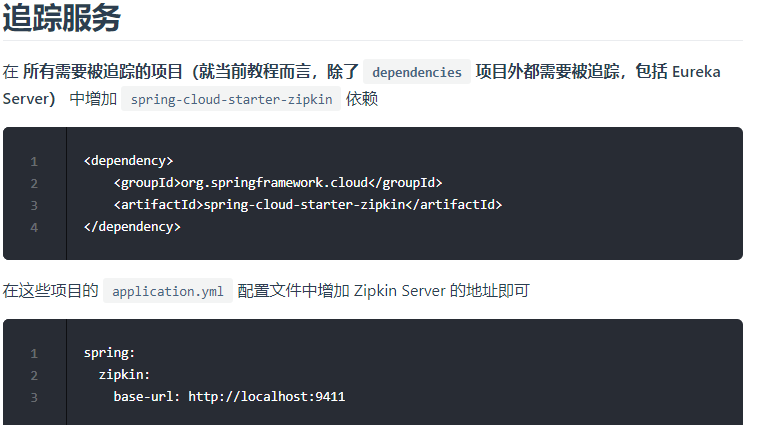 追踪服务
在 所有需要被追踪的项目（就当前教程而言，除了 dependencies 项目外都需要被追踪，包括 Eureka
Server） 中增加 spring-cloud-starter-zipkin 依赖
1 <dependency>
2     <groupId>org.springframework.cloud</groupId>
3     <artifactId>spring-cloud-starter-zipkin</artifactId>
4 </dependency>
在这些项目的 application.yml 配置文件中增加 Zipkin Server 的地址即可
1 spring:
2   zipkin:
3     base-url: http://localhost:9411